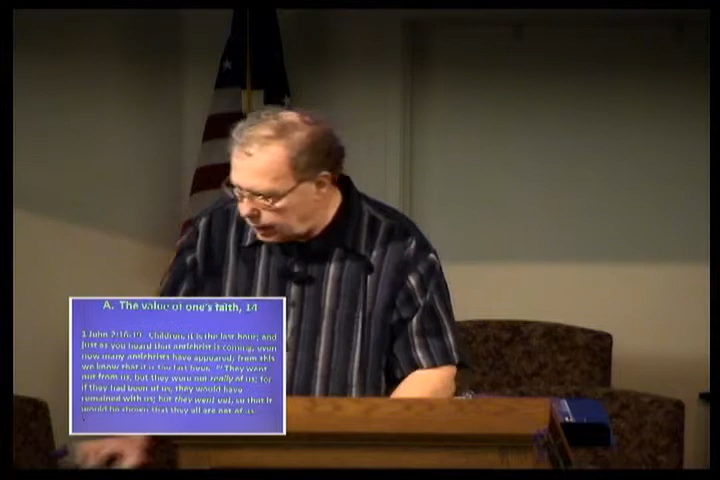 A. The value of one's faith, 14
1 John 2:18-19 Children, it is the last hour; and
just as you heard that antichrist is coming, even
now many antichrists have appeared; from this
we know that it is the last hour. 19 They went
out from us, but they were not really of us; for
if they had been of us, they would have
remained with us; but they went out, so that it
would be shown that they all are not of us.